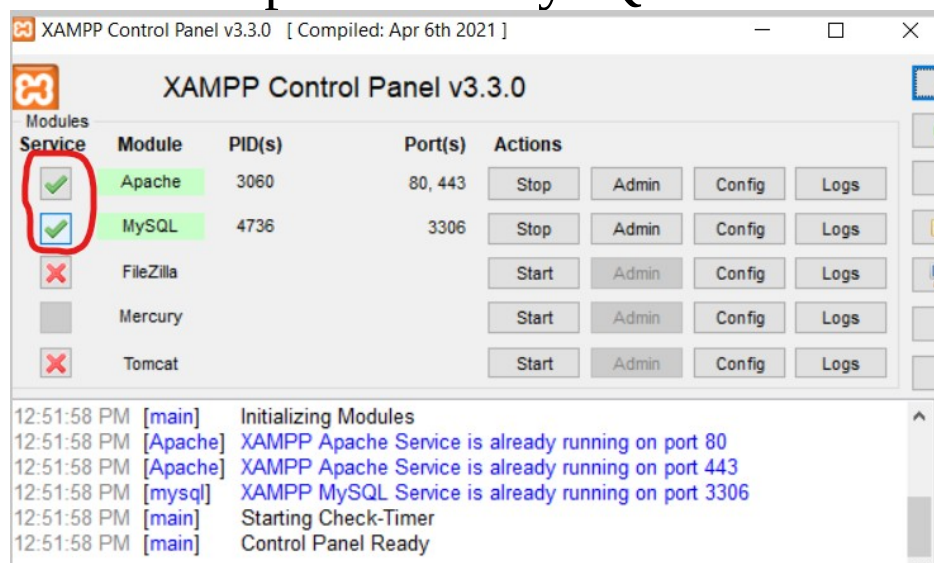 XAMPP Control Panel v3.3.0 [ Compiled: Apr 6th 2021 ]
XAMPP Control Panel v3.3.0
Modules
Service Module PID(s) Port(s) Actions
Apache 3060 80, 443 Stop Admin Config Logs
MySQL 4736 3306 Stop Admin Config Logs
FileZilla Start Admin Config Logs
Mercury Start Admin Config Logs
Tomcat Start Admin Config Logs
12:51:58 PM [main] Initializing Modules
12:51:58 PM [Apache] XAMPP Apache Service is already running on port 80
12:51:58 PM [Apache] XAMPP Apache Service is already running on port 443
12:51:58 PM [mysql] XAMPP MySQL Service is already running on port 3306
12:51:58 PM [main] Starting Check-Timer
12:51:58 PM [main] Control Panel Ready